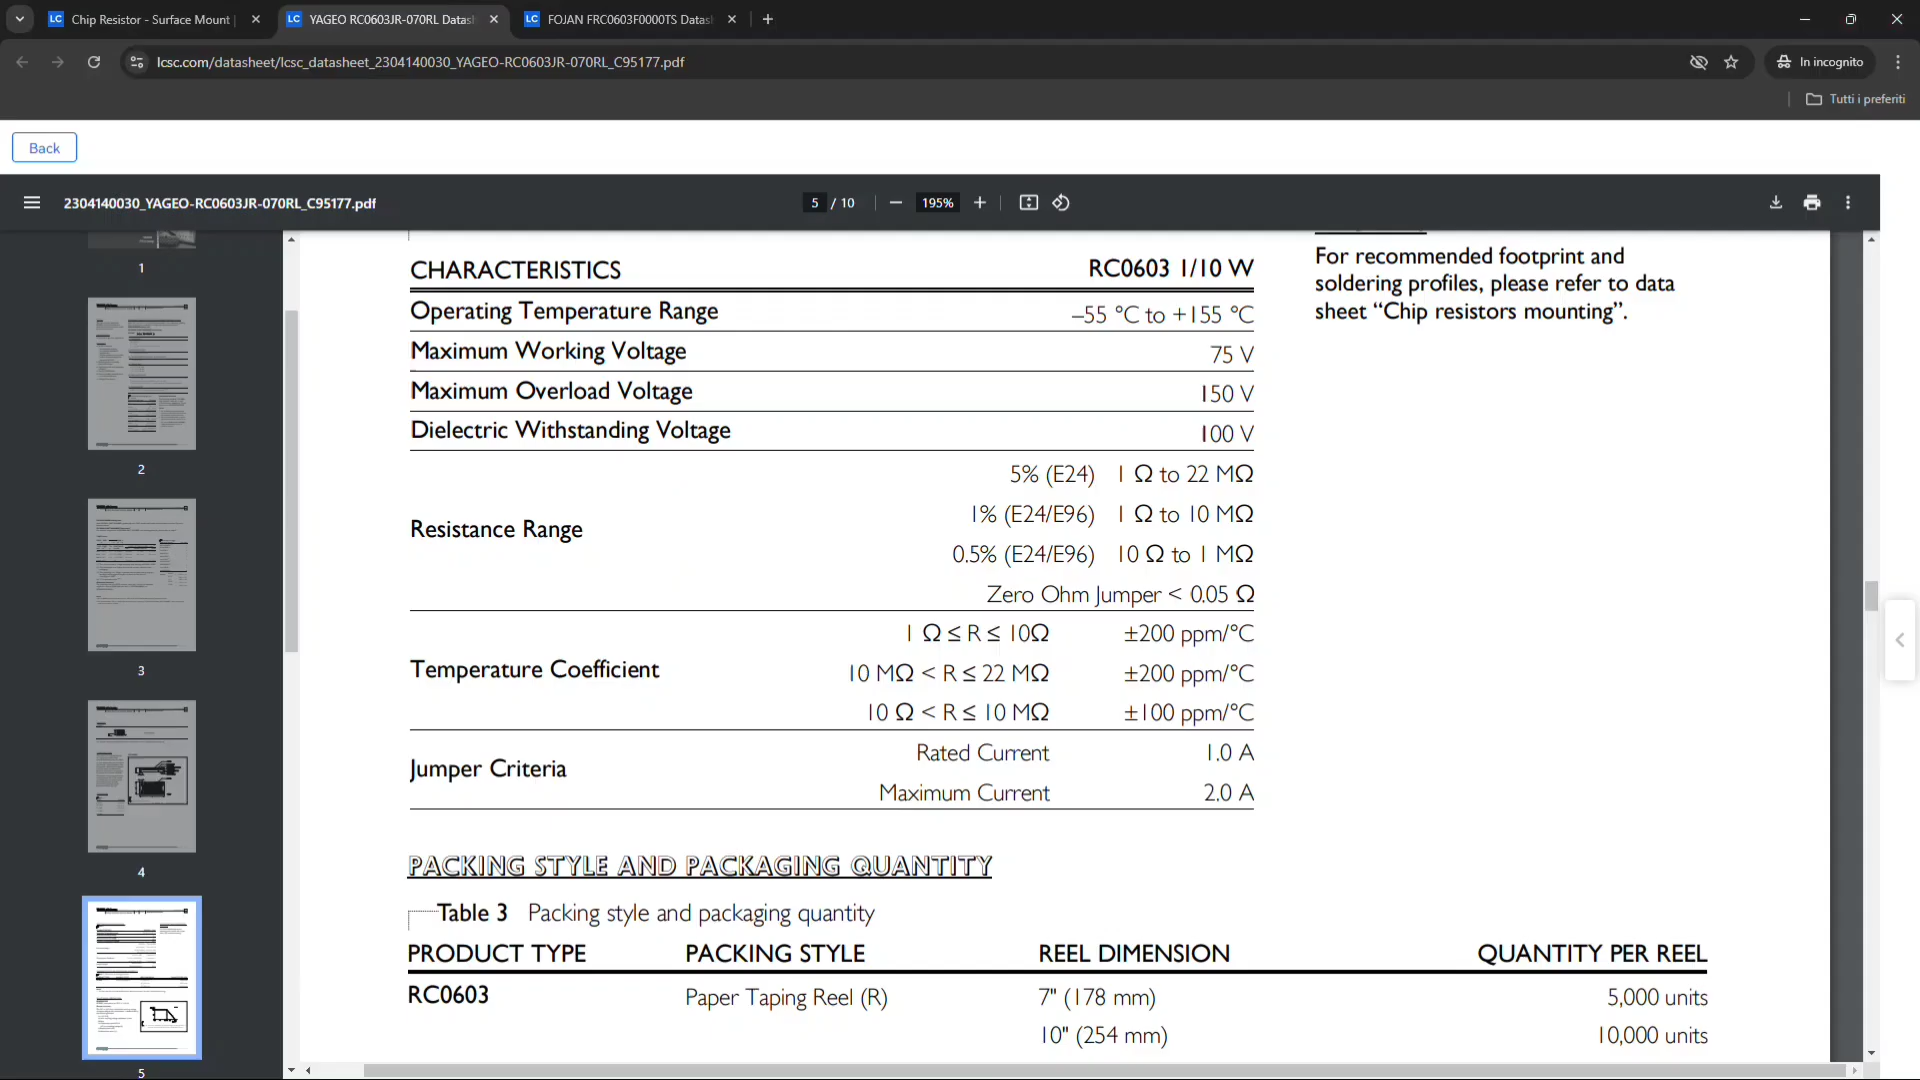 Chip Resistor - Surface Mount |
YAGEO RC0603JR-070RL Datas
FOJAN FRC0603F0000TS Datas
lcsc.com/datasheet/lcsc_datasheet_2304140030_YAGEO-RC0603JR-070RL_C95177.pdf
In incognito
Tutti i preferiti
Back
2304140030_YAGEO-RC0603JR-070RL_C95177.pdf
5 / 10
195%
1
2
3
4
5
CHARACTERISTICS RC0603 1/10 W
Operating Temperature Range –55 °C to +155 °C
Maximum Working Voltage 75 V
Maximum Overload Voltage 150 V
Dielectric Withstanding Voltage 100 V
Resistance Range
5% (E24) 1 Ω to 22 MΩ
1% (E24/E96) 1 Ω to 10 MΩ
0.5% (E24/E96) 10 Ω to 1 MΩ
Zero Ohm Jumper < 0.05 Ω
Temperature Coefficient
1 Ω ≤ R ≤ 10Ω ±200 ppm/°C
10 MΩ < R ≤ 22 MΩ ±200 ppm/°C
10 Ω < R ≤ 10 MΩ ±100 ppm/°C
Jumper Criteria
Rated Current 1.0 A
Maximum Current 2.0 A
For recommended footprint and
soldering profiles, please refer to data
sheet “Chip resistors mounting”.
PACKING STYLE AND PACKAGING QUANTITY
Table 3 Packing style and packaging quantity
PRODUCT TYPE PACKING STYLE REEL DIMENSION QUANTITY PER REEL
RC0603 Paper Taping Reel (R) 7" (178 mm) 5,000 units
10" (254 mm) 10,000 units